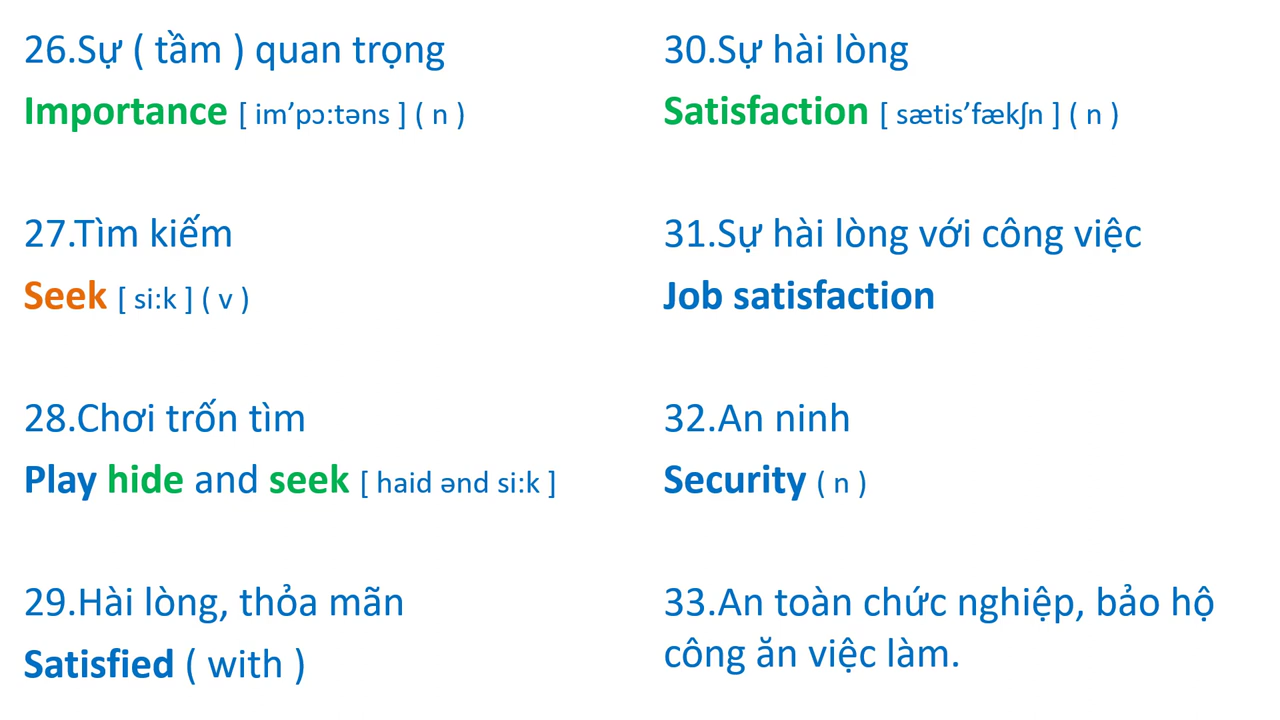 26.Sự ( tầm ) quan trọng
Importance [ im’pɔ:təns ] ( n )
27.Tìm kiếm
Seek [ si:k ] ( v )
28.Chơi trốn tìm
Play hide and seek [ haid ənd si:k ]
29.Hài lòng, thỏa mãn
Satisfied ( with )
30.Sự hài lòng
Satisfaction [ sætis’fækʃn ] ( n )
31.Sự hài lòng với công việc
Job satisfaction
32.An ninh
Security ( n )
33.An toàn chức nghiệp, bảo hộ
công ăn việc làm.